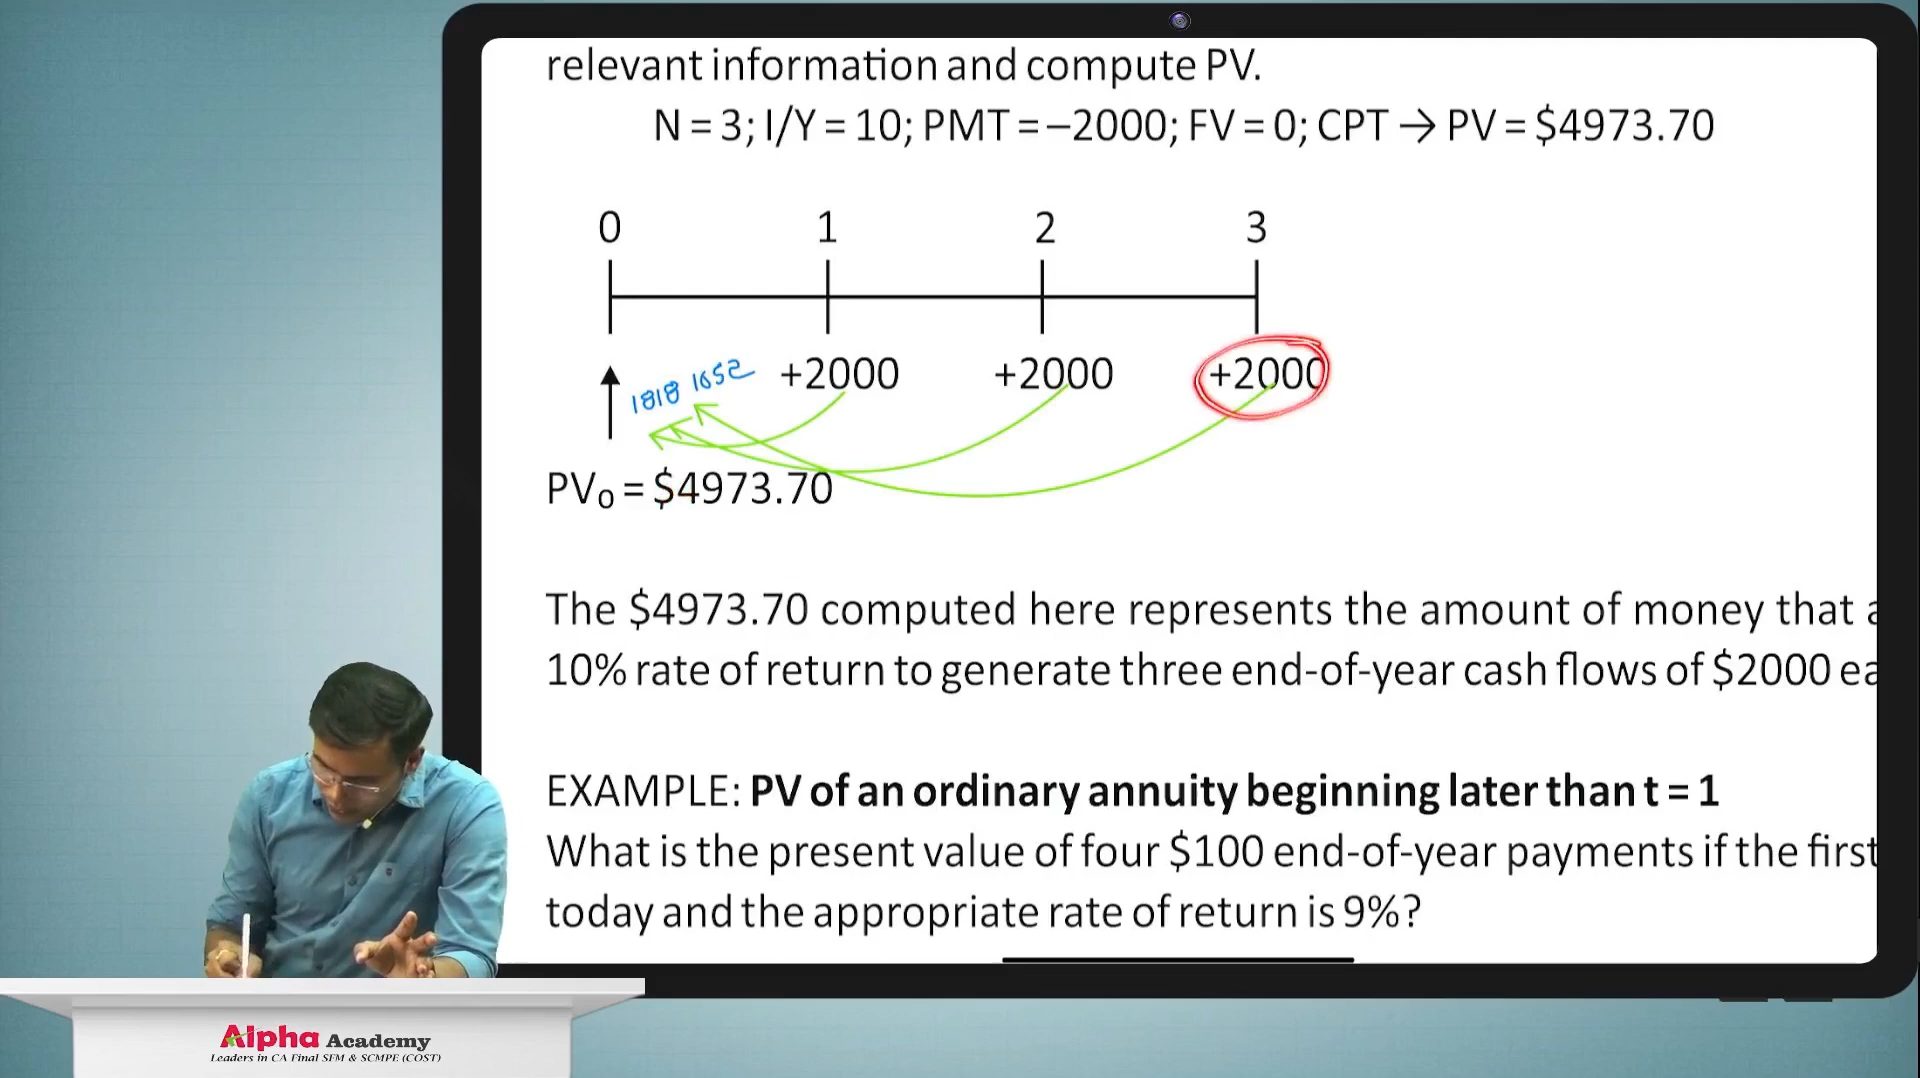 relevant information and compute PV.
N = 3; I/Y = 10; PMT = –2000; FV = 0; CPT → PV = $4973.70
0 1 2 3
1818 1652 +2000 +2000 +2000
PV₀ = $4973.70
The $4973.70 computed here represents the amount of money that a
10% rate of return to generate three end-of-year cash flows of $2000 ea
EXAMPLE: PV of an ordinary annuity beginning later than t = 1
What is the present value of four $100 end-of-year payments if the first
today and the appropriate rate of return is 9%?
Alpha Academy
Leaders in CA Final SFM & SCMPE (COST)